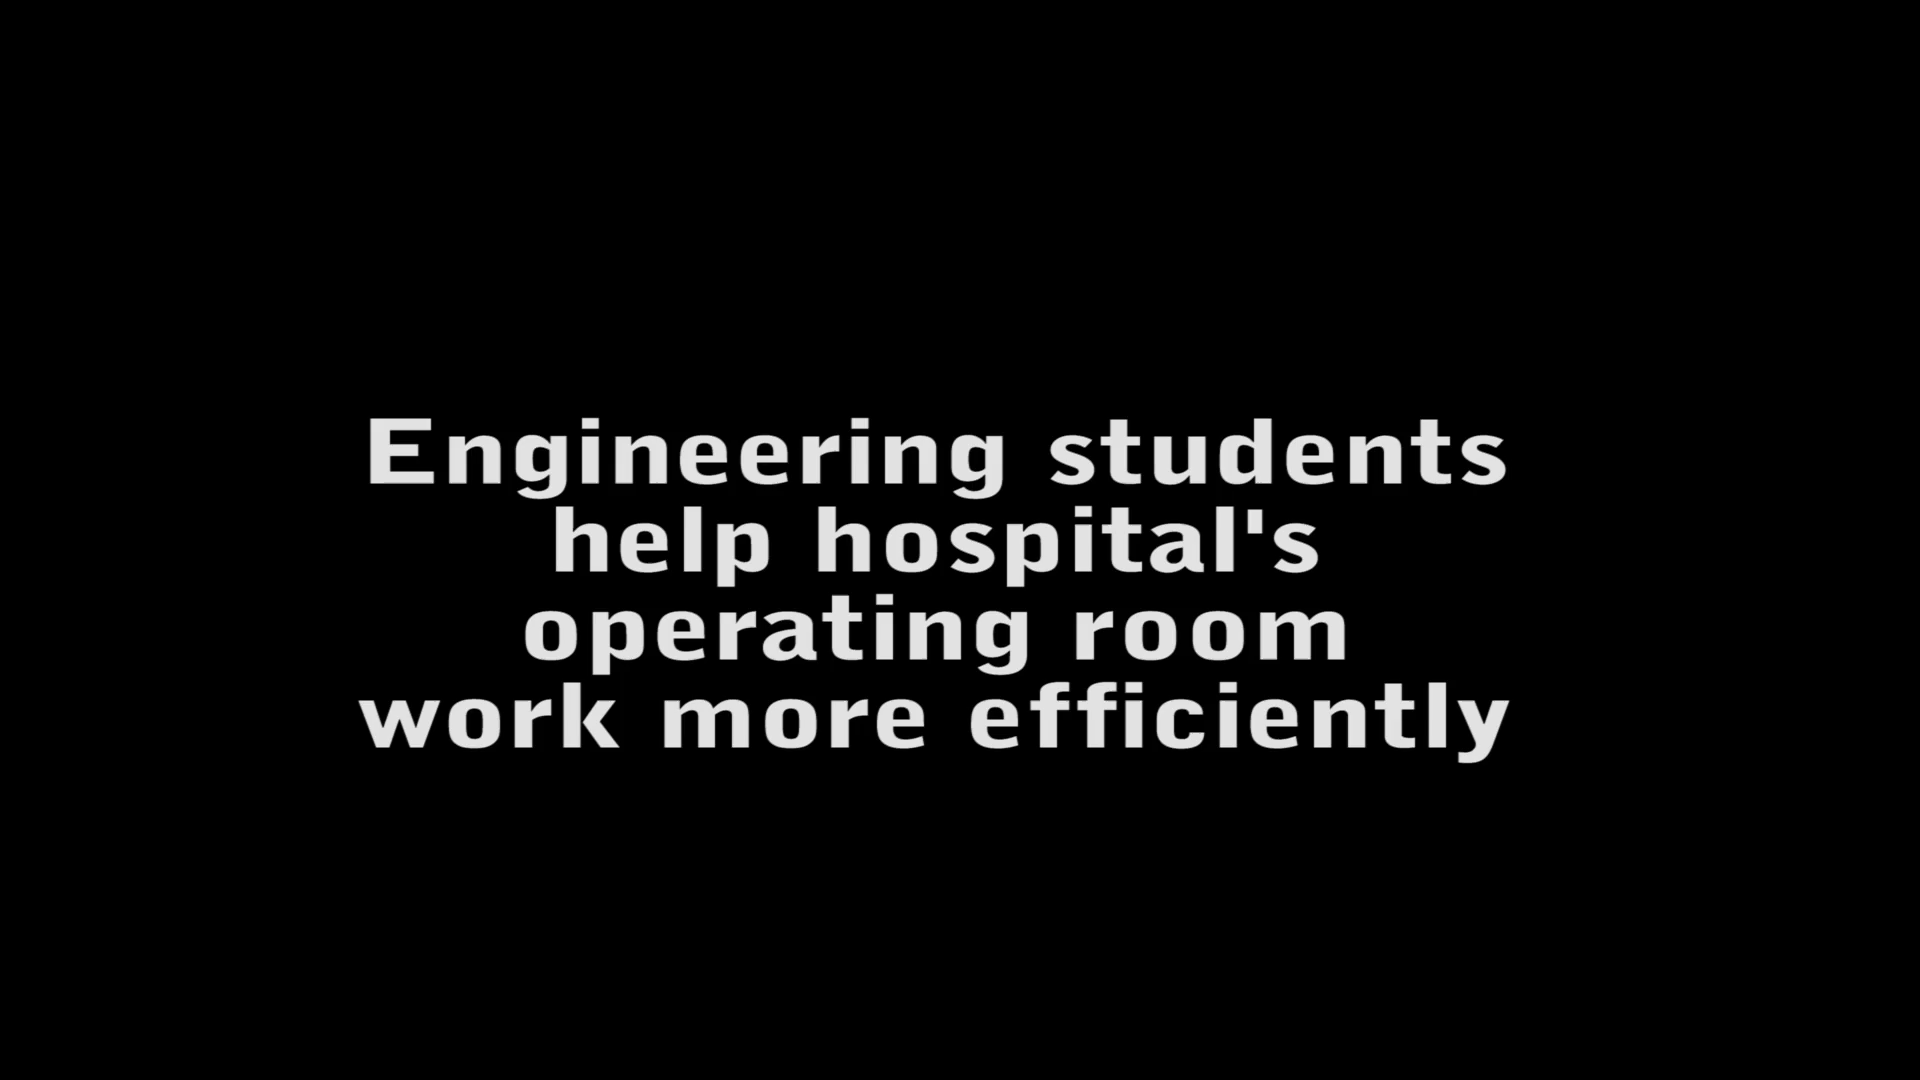 Engineering students
help hospital's
operating room
work more efficiently